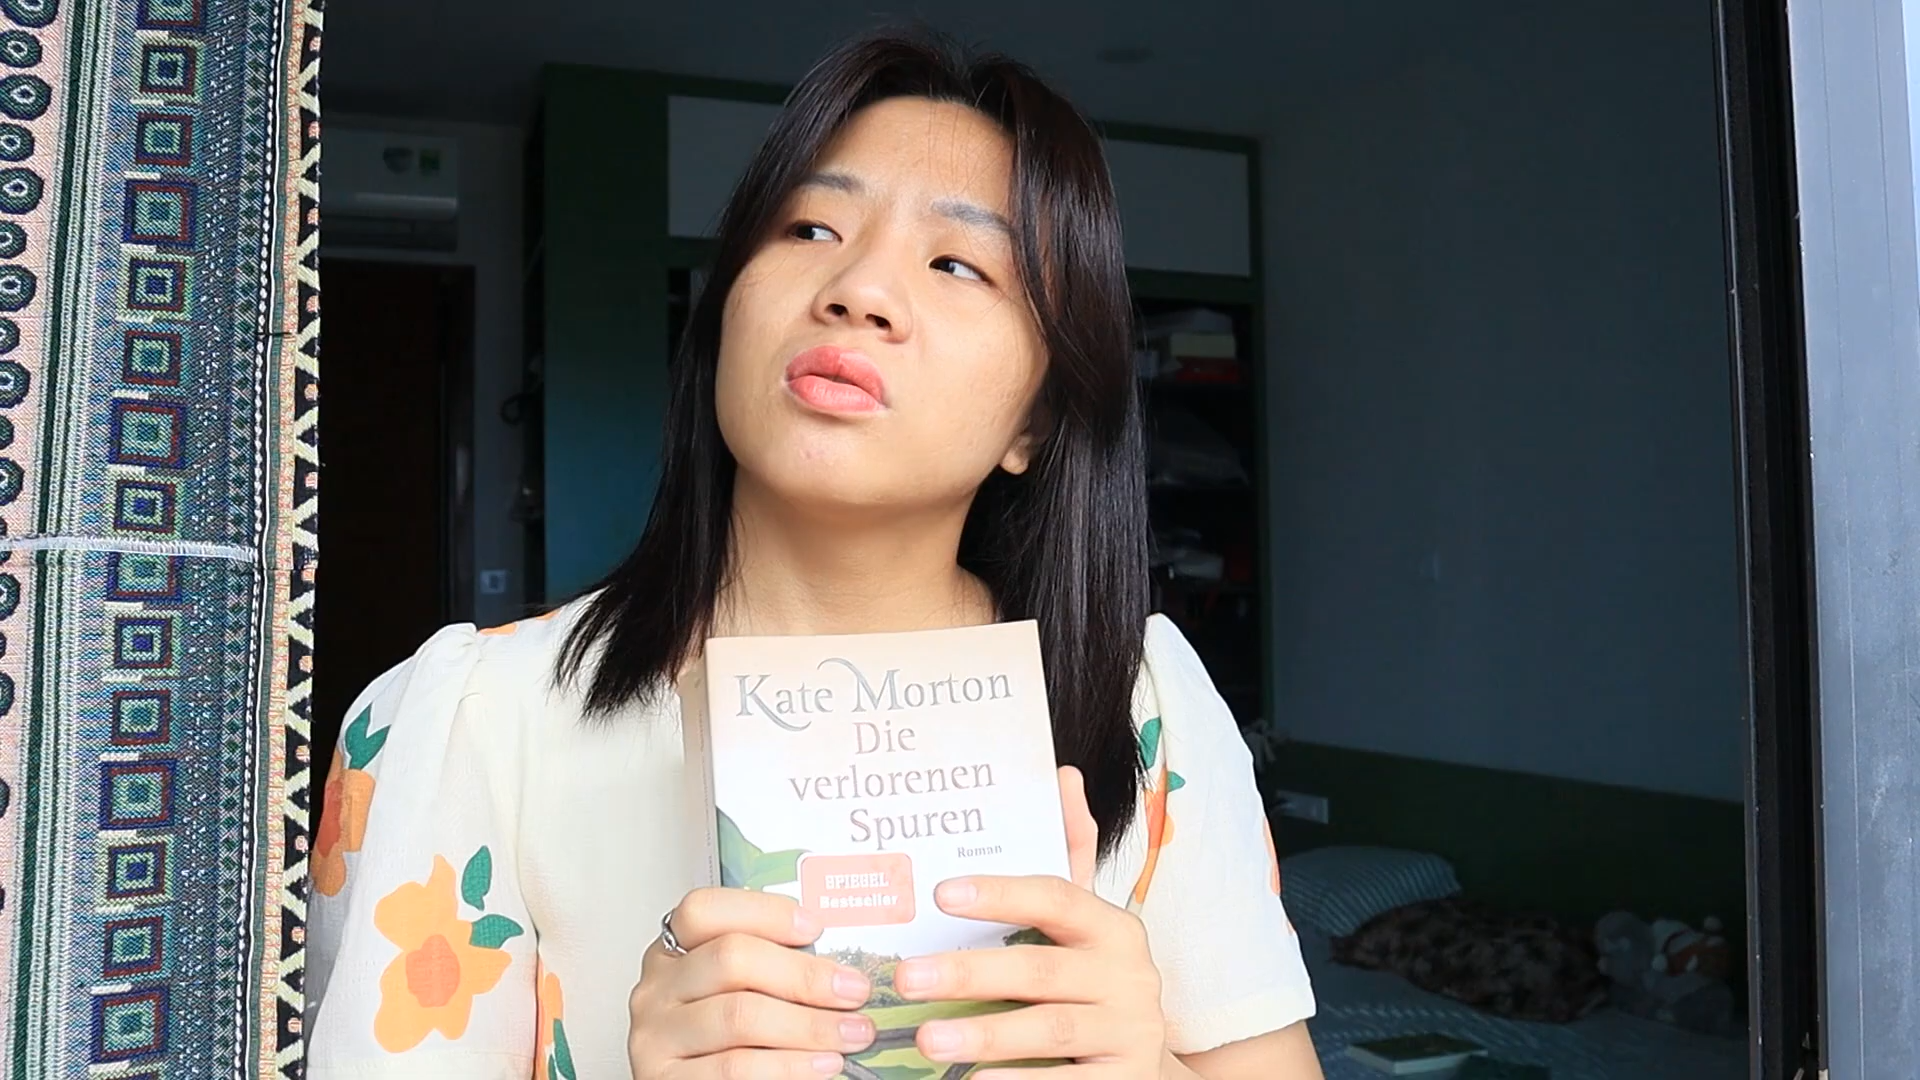 Kate Morton
Die
verlorenen
Spuren
Roman
SPIEGEL
Bestseller